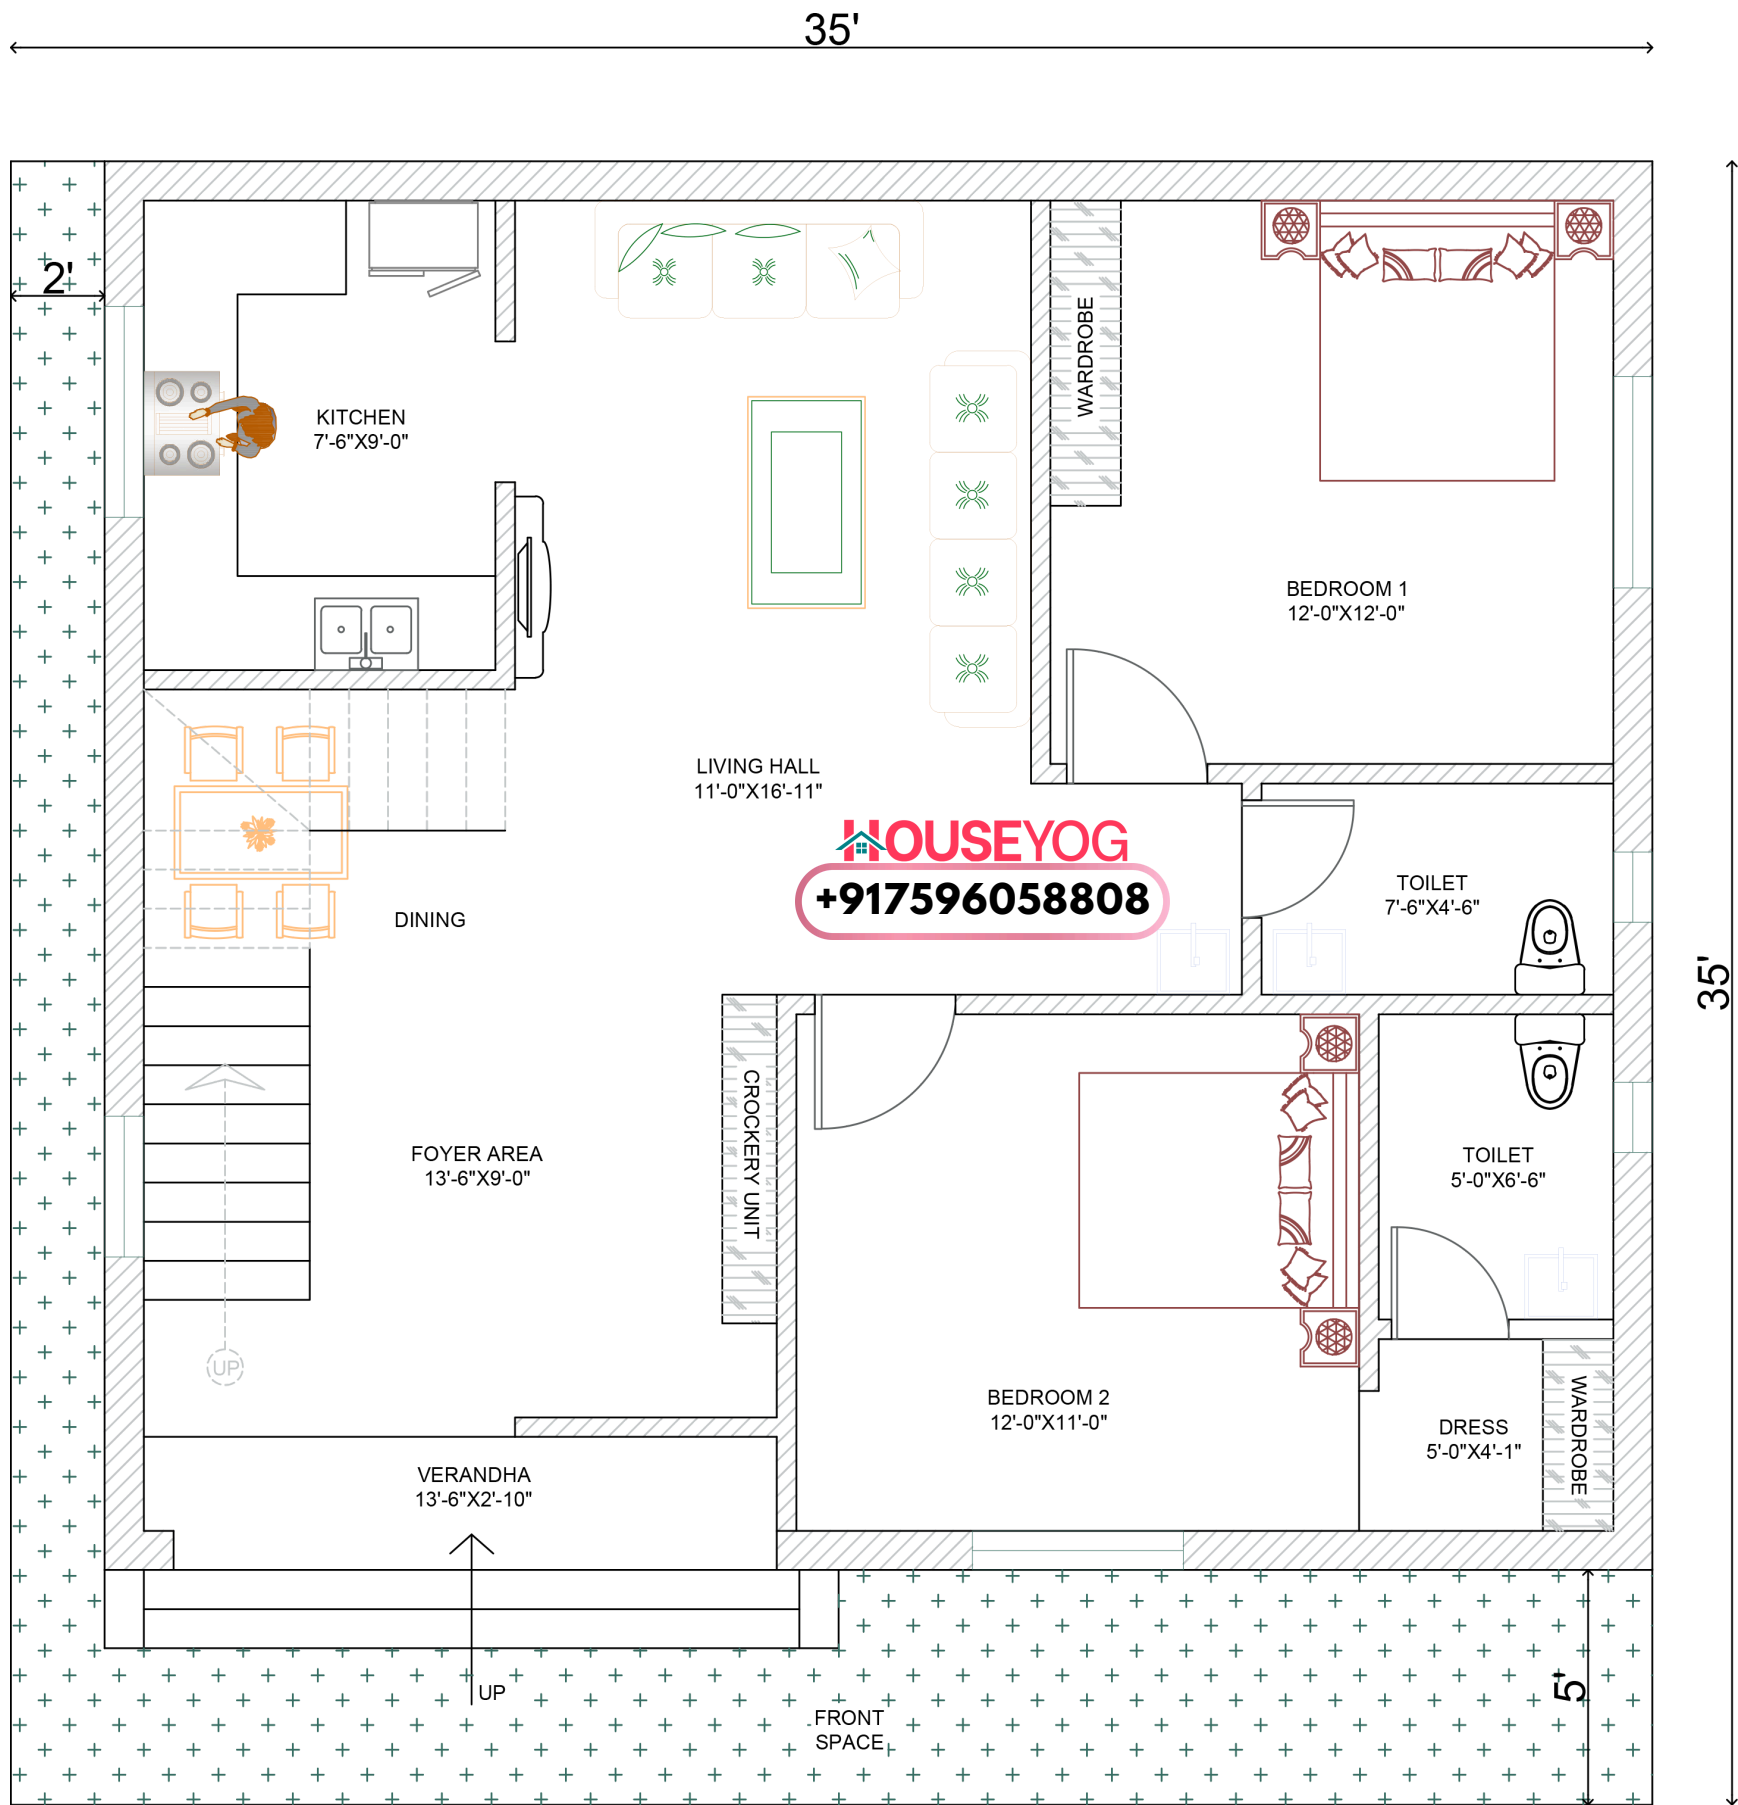 35'
2'
WARDROBE
KITCHEN
7'-6"X9'-0"
BEDROOM 1
12'-0"X12'-0"
LIVING HALL
11'-0"X16'-11"
HOUSEYOG
+917596058808
TOILET
7'-6"X4'-6"
DINING
35'
CROCKERY UNIT
FOYER AREA
13'-6"X9'-0"
TOILET
5'-0"X6'-6"
UP
BEDROOM 2
12'-0"X11'-0"
DRESS
5'-0"X4'-1"
WARDROBE
VERANDHA
13'-6"X2'-10"
UP
5'
FRONT
SPACE